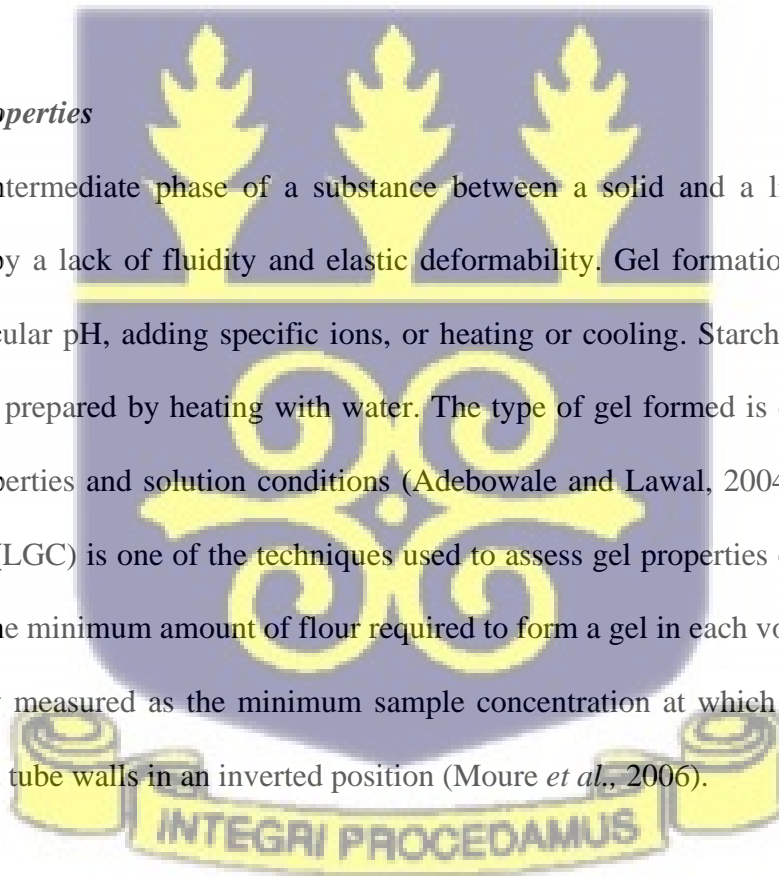 operties
ntermediate phase of a substance between a solid and a li
by a lack of fluidity and elastic deformability. Gel formatio
cular pH, adding specific ions, or heating or cooling. Starch
prepared by heating with water. The type of gel formed is
perties and solution conditions (Adebowale and Lawal, 2004
(LGC) is one of the techniques used to assess gel properties
he minimum amount of flour required to form a gel in each vo
measured as the minimum sample concentration at which
tube walls in an inverted position (Moure et al., 2006).
INTEGRI PROCEDAMUS